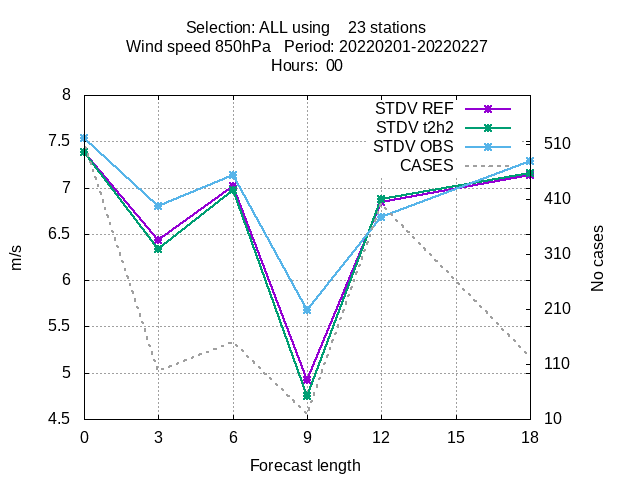 Selection: ALL using    23 stations
Wind speed 850hPa   Period: 20220201-20220227
Hours:  00
STDV REF
STDV t2h2
STDV OBS
CASES
8
7.5
7
6.5
6
5.5
5
4.5
m/s
510
410
310
210
110
10
No cases
0 3 6 9 12 15 18
Forecast length